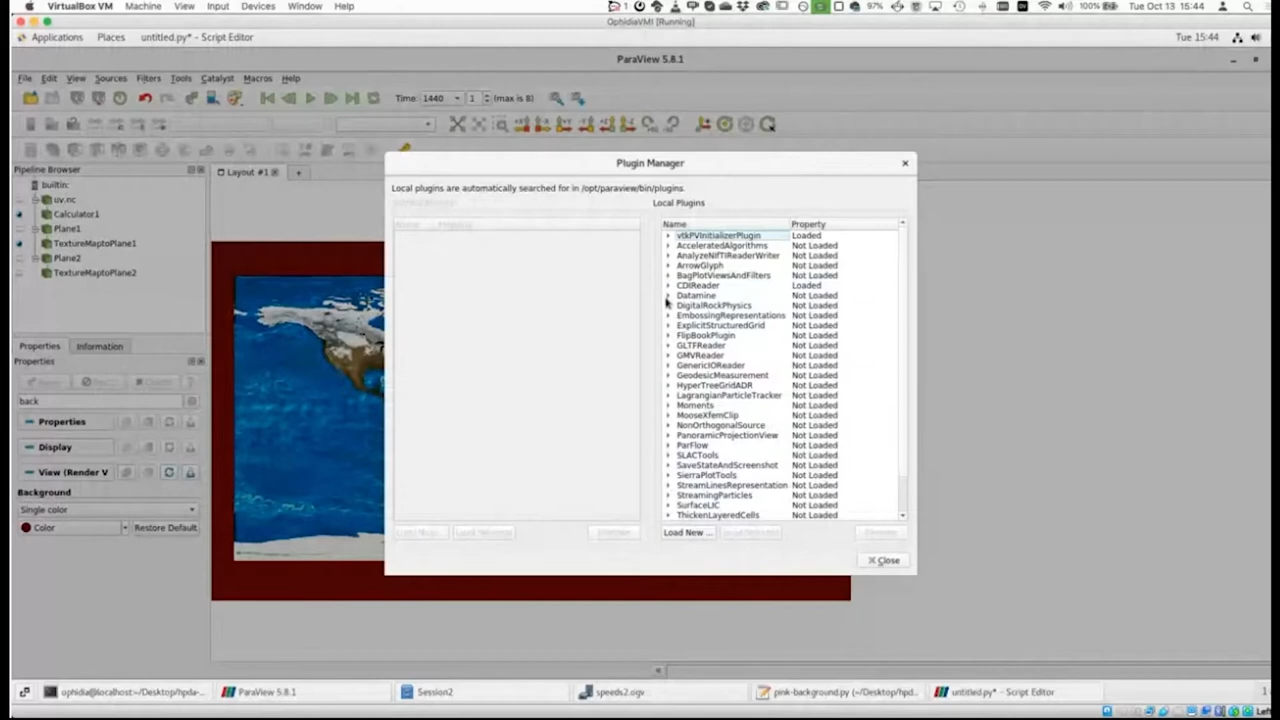 VirtualBox VM Machine View Input Devices Window Help 97% 100% Tue Oct 13 15:44
OphidiaVMI [Running]
Applications Places untitled.py* - Script Editor Tue 15:44
ParaView 5.8.1
File Edit View Sources Filters Tools Catalyst Macros Help
Time: 1440 1 (max is 8)
Pipeline Browser
builtin:
uv.nc
Calculator1
Plane1
TextureMaptoPlane1
Plane2
TextureMaptoPlane2
Properties Information
Properties
back
Properties
Display
View (Render V
Background
Single color
Color Restore Default
Layout #1
Plugin Manager
Local plugins are automatically searched for in /opt/paraview/bin/plugins.
Local Plugins
Name Property
vtkPVInitializerPlugin Loaded
AcceleratedAlgorithms Not Loaded
AnalyzeNIfTIReaderWriter Not Loaded
ArrowGlyph Not Loaded
BagPlotViewsAndFilters Not Loaded
CDIReader Loaded
Datamine Not Loaded
DigitalRockPhysics Not Loaded
EmbossingRepresentations Not Loaded
ExplicitStructuredGrid Not Loaded
FlipBookPlugin Not Loaded
GLTFReader Not Loaded
GMVReader Not Loaded
GenericIOReader Not Loaded
GeodesicMeasurement Not Loaded
HyperTreeGridADR Not Loaded
LagrangianParticleTracker Not Loaded
Moments Not Loaded
MooseXfemClip Not Loaded
NonOrthogonalSource Not Loaded
PanoramicProjectionView Not Loaded
ParFlow Not Loaded
SLACTools Not Loaded
SaveStateAndScreenshot Not Loaded
SierraPlotTools Not Loaded
StreamLinesRepresentation Not Loaded
StreamingParticles Not Loaded
SurfaceLIC Not Loaded
ThickenLayeredCells Not Loaded
Load New ...
Close
ophidia@localhost:~/Desktop/hpda-... ParaView 5.8.1 Session2 speeds2.ogv pink-background.py (~/Desktop/hpd... untitled.py* - Script Editor 1
Left